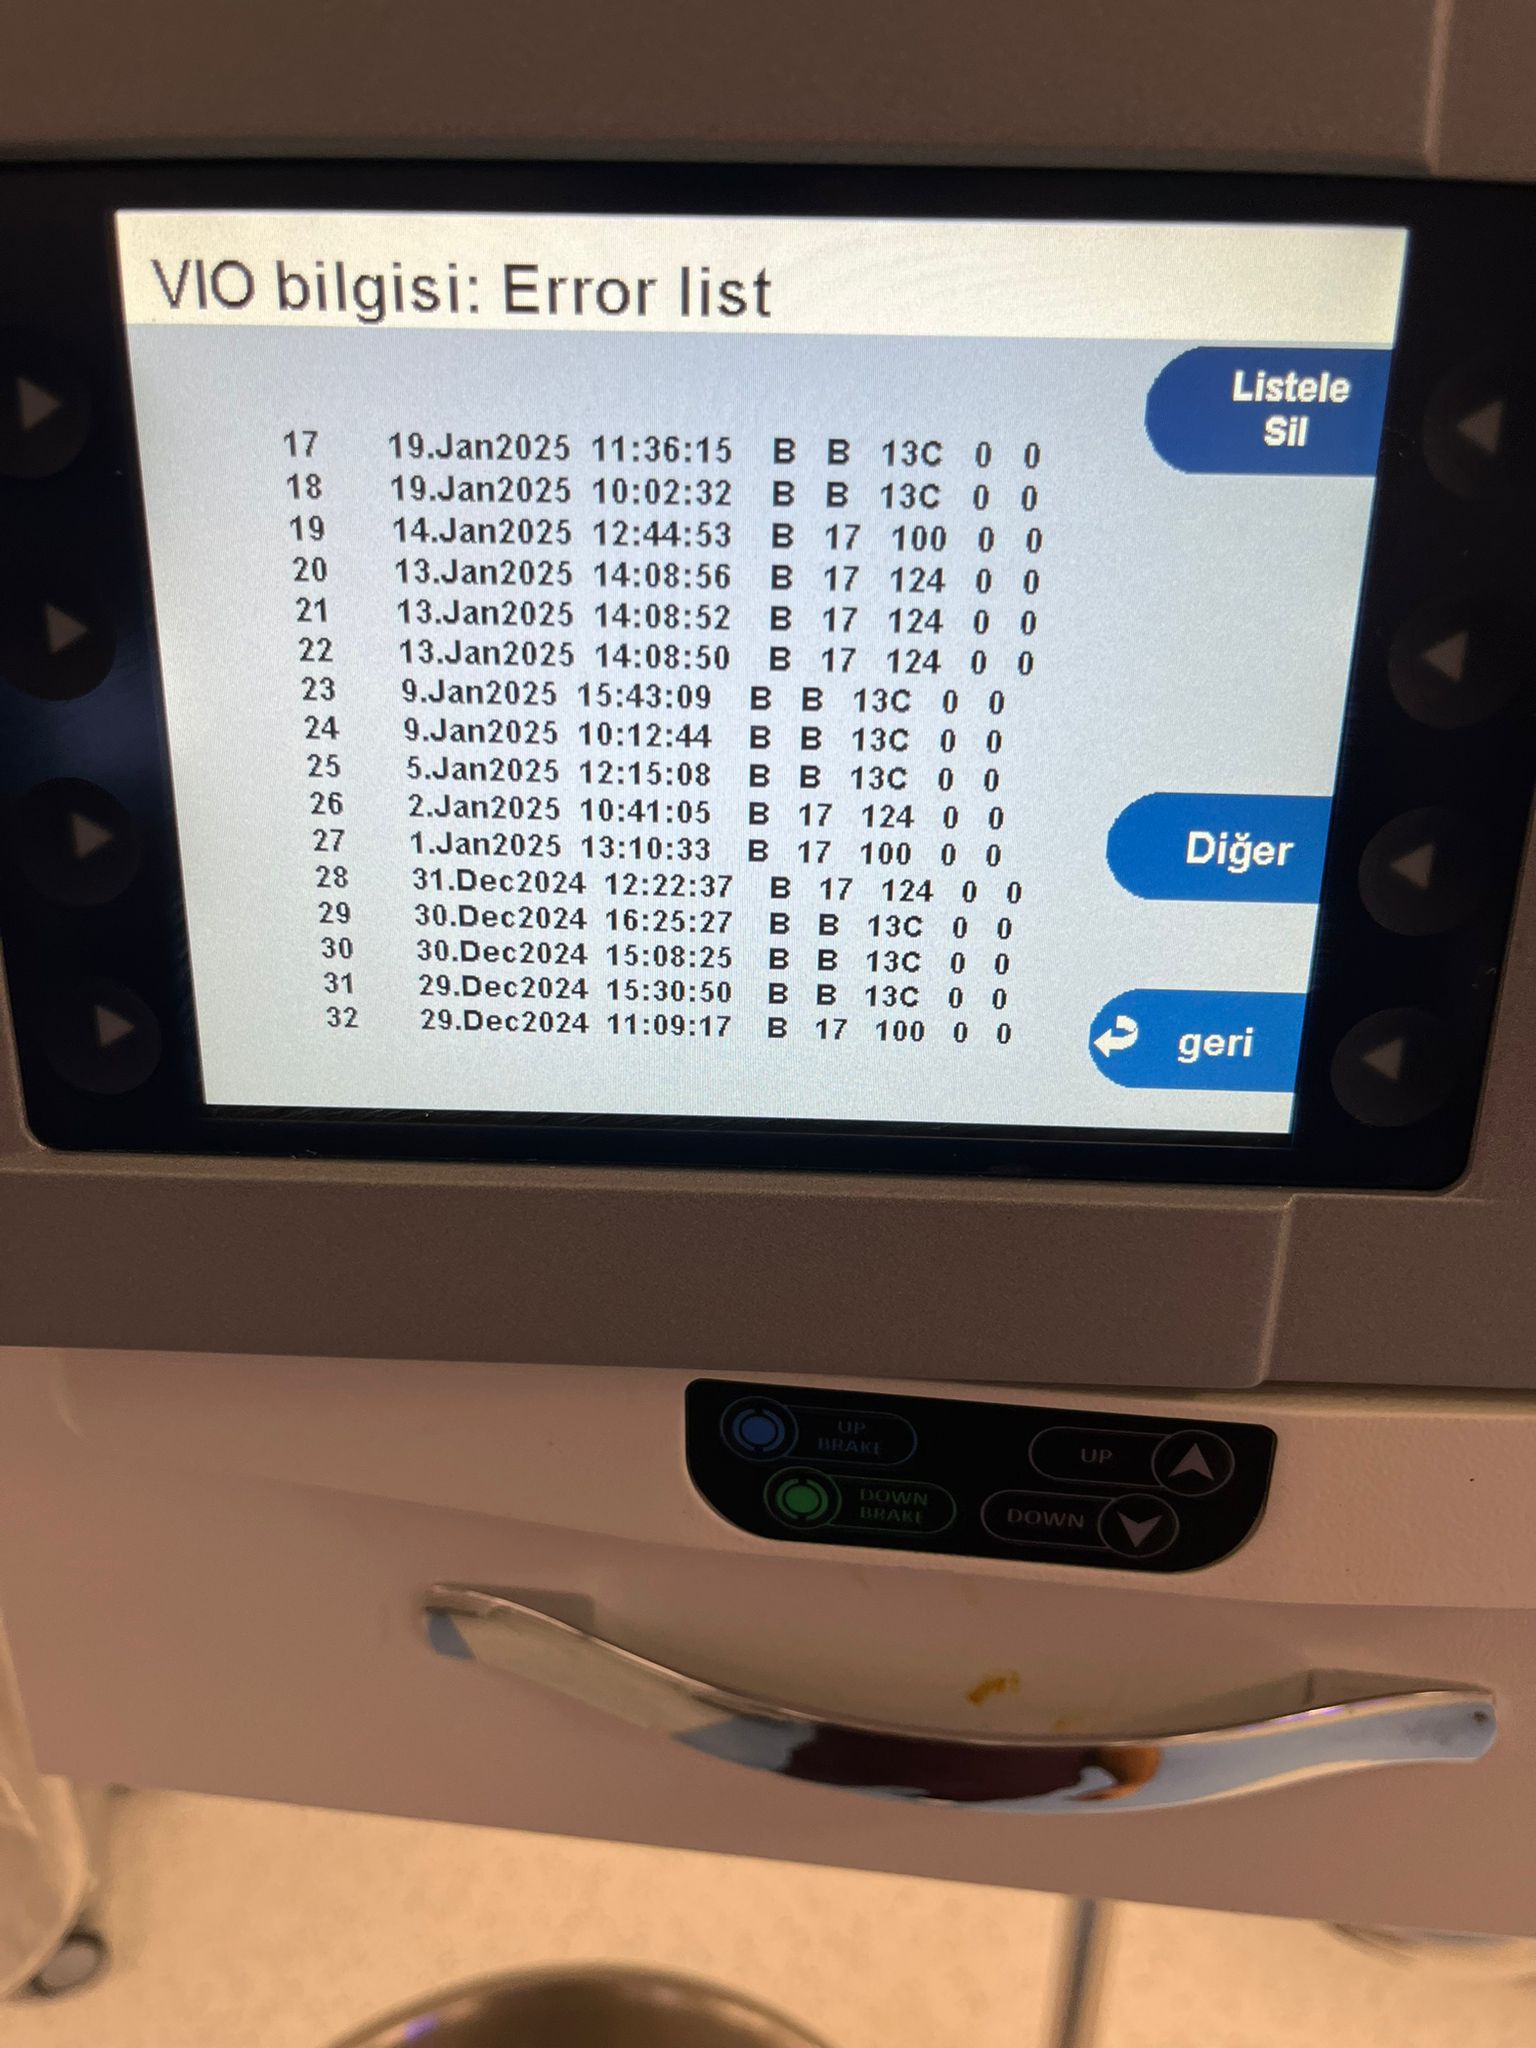 VIO bilgisi: Error list
Listele
Sil
17 19.Jan2025 11:36:15 B B 13C 0 0
18 19.Jan2025 10:02:32 B B 13C 0 0
19 14.Jan2025 12:44:53 B 17 100 0 0
20 13.Jan2025 14:08:56 B 17 124 0 0
21 13.Jan2025 14:08:52 B 17 124 0 0
22 13.Jan2025 14:08:50 B 17 124 0 0
23 9.Jan2025 15:43:09 B B 13C 0 0
24 9.Jan2025 10:12:44 B B 13C 0 0
25 5.Jan2025 12:15:08 B B 13C 0 0
26 2.Jan2025 10:41:05 B 17 124 0 0
27 1.Jan2025 13:10:33 B 17 100 0 0
28 31.Dec2024 12:22:37 B 17 124 0 0
29 30.Dec2024 16:25:27 B B 13C 0 0
30 30.Dec2024 15:08:25 B B 13C 0 0
31 29.Dec2024 15:30:50 B B 13C 0 0
32 29.Dec2024 11:09:17 B 17 100 0 0
Diğer
geri
UP
BRAKE
UP
DOWN
BRAKE
DOWN